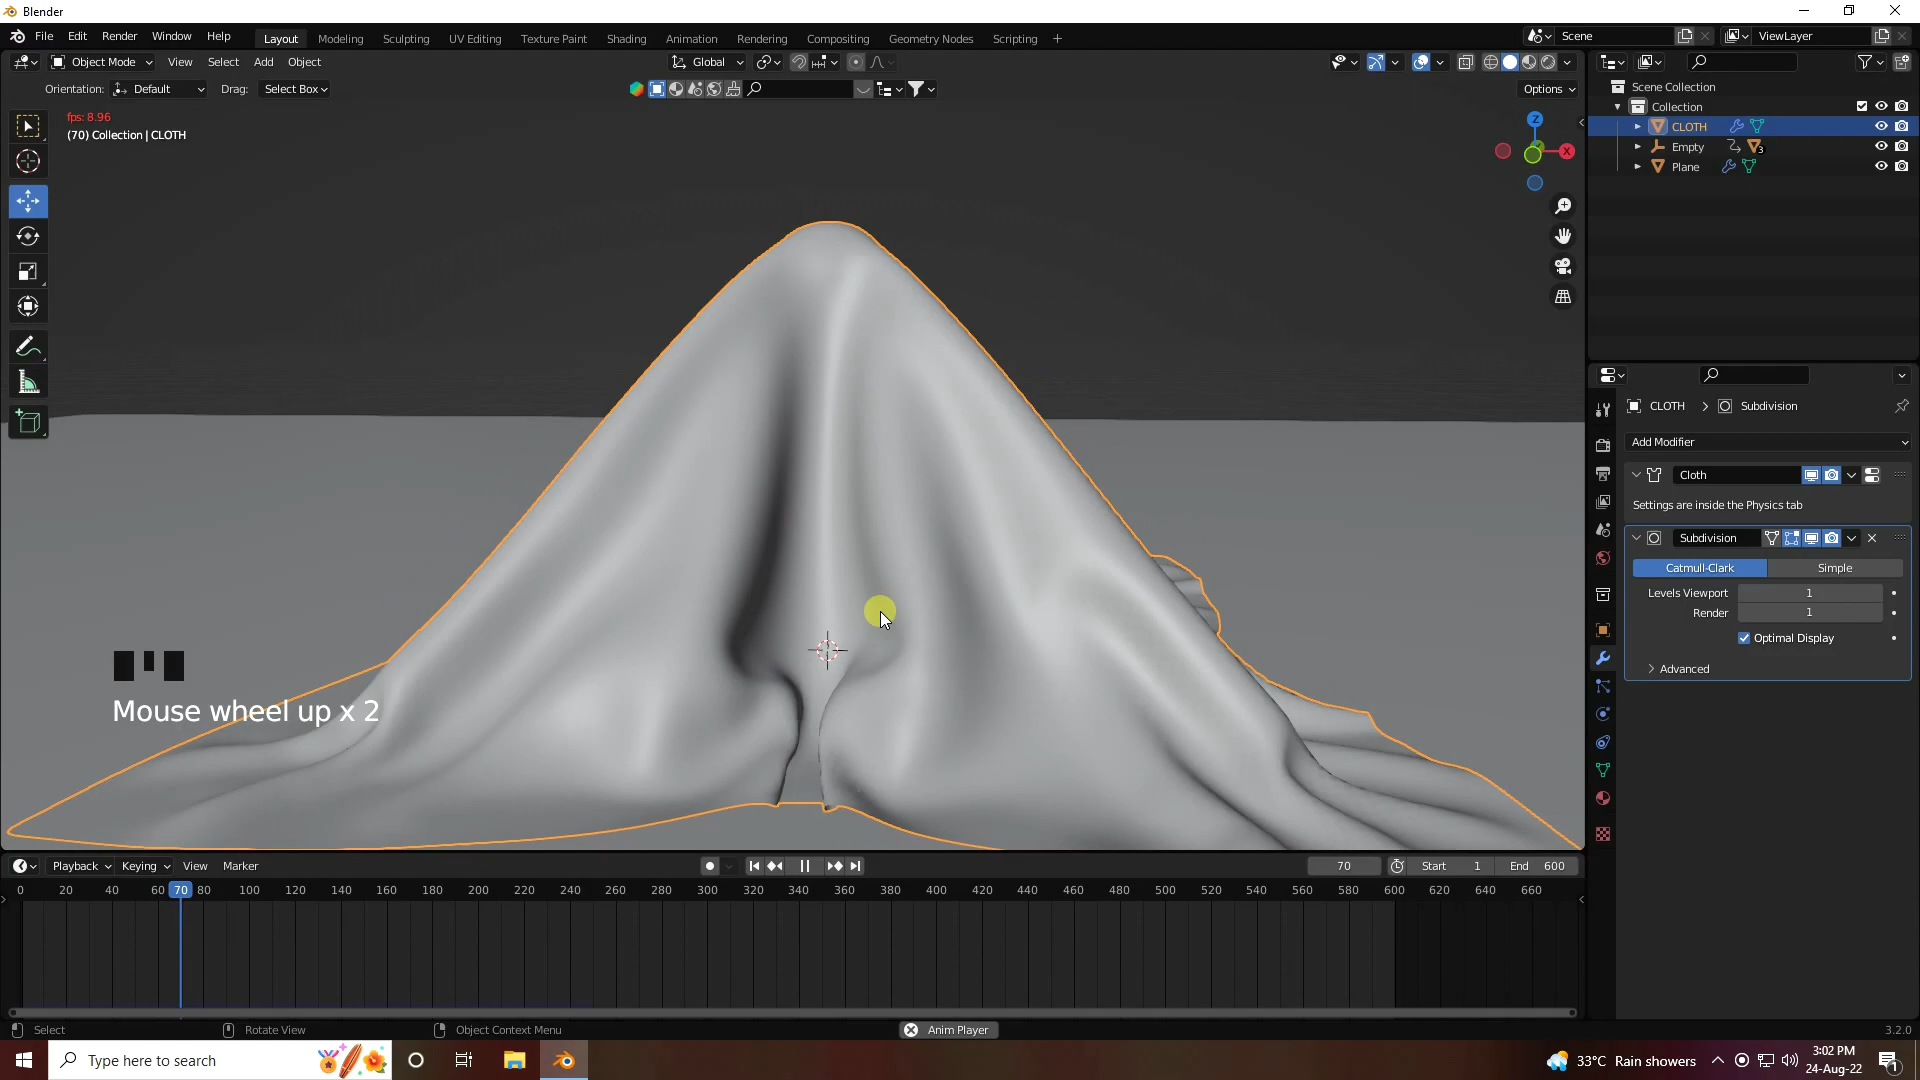 Blender
File Edit Render Window Help Layout Modeling Sculpting UV Editing Texture Paint Shading Animation Rendering Compositing Geometry Nodes Scripting + Scene ViewLayer
Object Mode View Select Add Object Global
Orientation: Default Drag: Select Box Options
fps: 8.96
(70) Collection | CLOTH
Z
X
Scene Collection
Collection
CLOTH
Empty 3
Plane
CLOTH > Subdivision
Add Modifier
Cloth
Settings are inside the Physics tab
Subdivision
Catmull-Clark Simple
Levels Viewport 1
Render 1
Optimal Display
Advanced
Mouse wheel up x 2
Playback Keying View Marker 70 Start 1 End 600
0 20 40 60 70 80 100 120 140 160 180 200 220 240 260 280 300 320 340 360 380 400 420 440 460 480 500 520 540 560 580 600 620 640 660
Select Rotate View Object Context Menu Anim Player 3.2.0
Type here to search
33°C Rain showers
3:02 PM
24-Aug-22
1